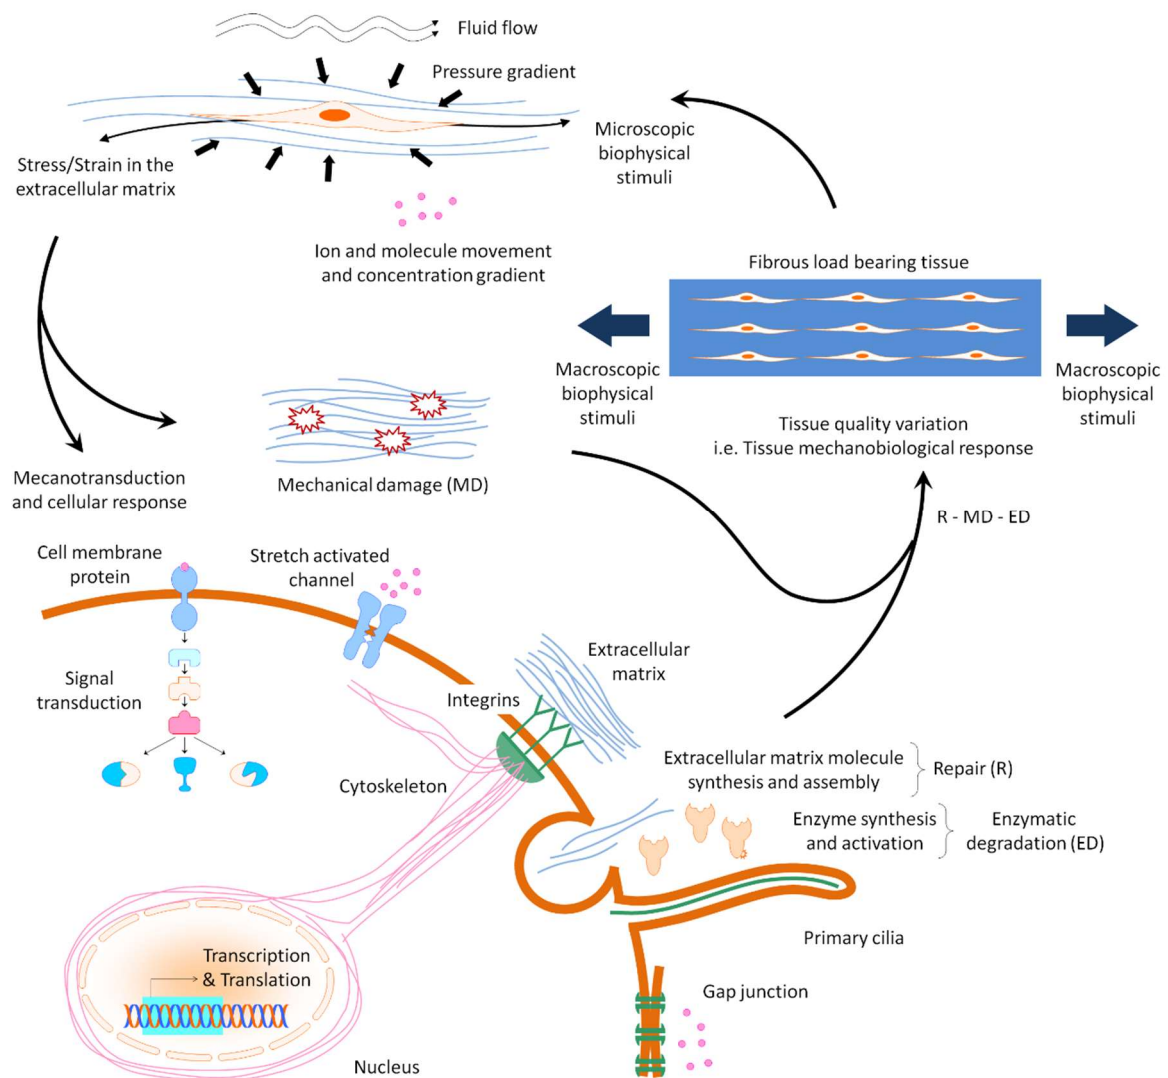 Fluid flow
Pressure gradient
Microscopic
biophysical
stimuli
Stress/Strain in the
extracellular matrix
Ion and molecule movement
and concentration gradient
Fibrous load bearing tissue
Macroscopic
biophysical
stimuli
Macroscopic
biophysical
stimuli
Tissue quality variation
i.e. Tissue mechanobiological response
Mecanotransduction
and cellular response
Mechanical damage (MD)
R - MD - ED
Cell membrane
protein
Stretch activated
channel
Extracellular
matrix
Signal
transduction
Integrins
Cytoskeleton
Extracellular matrix molecule
synthesis and assembly
Repair (R)
Enzyme synthesis
and activation
Enzymatic
degradation (ED)
Primary cilia
Transcription
& Translation
Gap junction
Nucleus